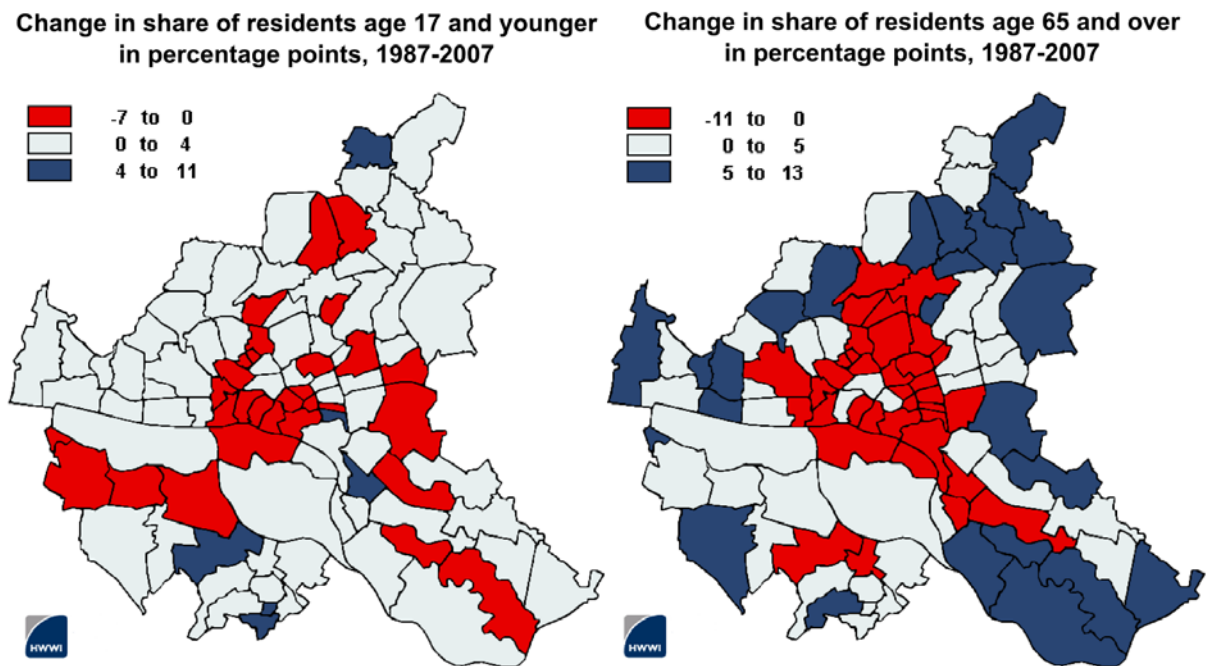 Change in share of residents age 17 and younger
in percentage points, 1987-2007
-7 to 0
0 to 4
4 to 11
HWWI
Change in share of residents age 65 and over
in percentage points, 1987-2007
-11 to 0
0 to 5
5 to 13
HWWI